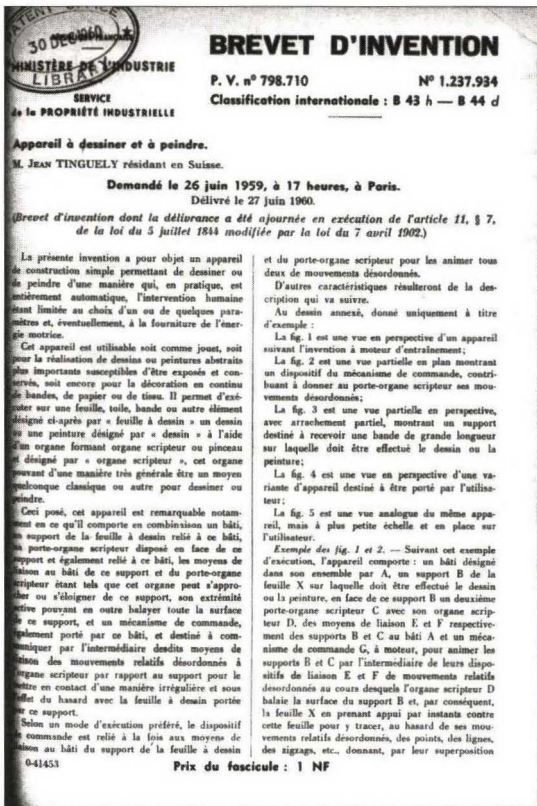 PATENT OFFICE
30 DEC 1960
LIBRARY
MINISTÈRE DE L'INDUSTRIE
SERVICE
de la PROPRIÉTÉ INDUSTRIELLE
BREVET D'INVENTION
P. V. n° 798.710 N° 1.237.934
Classification internationale : B 43 h — B 44 d
Appareil à dessiner et à peindre.
M. JEAN TINGUELY résidant en Suisse.
Demandé le 26 juin 1959, à 17 heures, à Paris.
Délivré le 27 juin 1960.
(Brevet d'invention dont la délivrance a été ajournée en exécution de l'article 11, § 7,
de la loi du 5 juillet 1844 modifiée par la loi du 7 avril 1902.)
La présente invention a pour objet un appareil
de construction simple permettant de dessiner ou
de peindre d'une manière qui, en pratique, est
entièrement automatique, l'intervention humaine
étant limitée au choix d'un ou de quelques para-
mètres et, éventuellement, à la fourniture de l'éner-
gie motrice.
Cet appareil est utilisable soit comme jouet, soit
pour la réalisation de dessins ou peintures abstraits
plus importants susceptibles d'être exposés et con-
servés, soit encore pour la décoration en continu
de bandes, de papier ou de tissu. Il permet d'exé-
cuter sur une feuille, toile, bande ou autre élément
désigné ci-après par « feuille à dessin » un dessin
ou une peinture désigné par « dessin » à l'aide
d'un organe formant organe scripteur ou pinceau
et désigné par « organe scripteur », cet organe
pouvant d'une manière très générale être un moyen
quelconque classique ou autre pour dessiner ou
peindre.
Ceci posé, cet appareil est remarquable notam-
ment en ce qu'il comporte en combinaison un bâti,
un support de la feuille à dessin relié à ce bâti,
un porte-organe scripteur disposé en face de ce
support et également relié à ce bâti, les moyens de
liaison au bâti de ce support et du porte-organe
scripteur étant tels que cet organe peut s'appro-
cher ou s'éloigner de ce support, son extrémité
active pouvant en outre balayer toute la surface
de ce support, et un mécanisme de commande,
également porté par ce bâti, et destiné à com-
muniquer par l'intermédiaire desdits moyens de
liaison des mouvements relatifs désordonnés à
l'organe scripteur par rapport au support pour le
mettre en contact d'une manière irrégulière et sous
l'effet du hasard avec la feuille à dessin portée
par ce support.
Selon un mode d'exécution préféré, le dispositif
de commande est relié à la fois aux moyens de
liaison au bâti du support de la feuille à dessin
0-41453
et du porte-organe scripteur pour les animer tous
deux de mouvements désordonnés.
D'autres caractéristiques résulteront de la des-
cription qui va suivre.
Au dessin annexé, donné uniquement à titre
d'exemple :
La fig. 1 est une vue en perspective d'un appareil
suivant l'invention à moteur d'entraînement;
La fig. 2 est une vue partielle en plan montrant
un dispositif du mécanisme de commande, contri-
buant à donner au porte-organe scripteur ses mou-
vements désordonnés;
La fig. 3 est une vue partielle en perspective,
avec arrachement partiel, montrant un support
destiné à recevoir une bande de grande longueur
sur laquelle doit être effectué le dessin ou la
peinture;
La fig. 4 est une vue en perspective d'une va-
riante d'appareil destiné à être porté par l'utilisa-
teur;
La fig. 5 est une vue analogue du même appa-
reil, mais à plus petite échelle et en place sur
l'utilisateur.
Exemple des fig. 1 et 2. — Suivant cet exemple
d'exécution, l'appareil comporte : un bâti désigné
dans son ensemble par A, un support B de la
feuille X sur laquelle doit être effectué le dessin
ou la peinture, en face de ce support B un deuxième
porte-organe scripteur C avec son organe scrip-
teur D, des moyens de liaison E et F respective-
ment des supports B et C au bâti A et un méca-
nisme de commande G, à moteur, pour animer les
supports B et C par l'intermédiaire de leurs dispo-
sitifs de liaison E et F de mouvements relatifs
désordonnés au cours desquels l'organe scripteur D
balaie la surface du support B et, par conséquent,
la feuille X en prenant appui par instants contre
cette feuille pour y tracer, au hasard de ses mou-
vements relatifs désordonnés, des points, des lignes,
des zigzags, etc., donnant, par leur superposition
Prix du fascicule : 1 NF